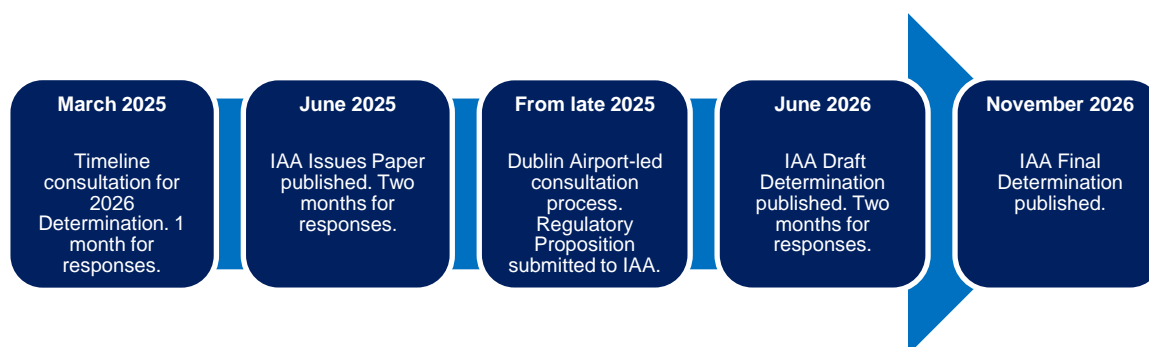 March 2025
Timeline
consultation for
2026
Determination. 1
month for
responses.
June 2025
IAA Issues Paper
published. Two
months for
responses.
From late 2025
Dublin Airport-led
consultation
process.
Regulatory
Proposition
submitted to IAA.
June 2026
IAA Draft
Determination
published. Two
months for
responses.
November 2026
IAA Final
Determination
published.